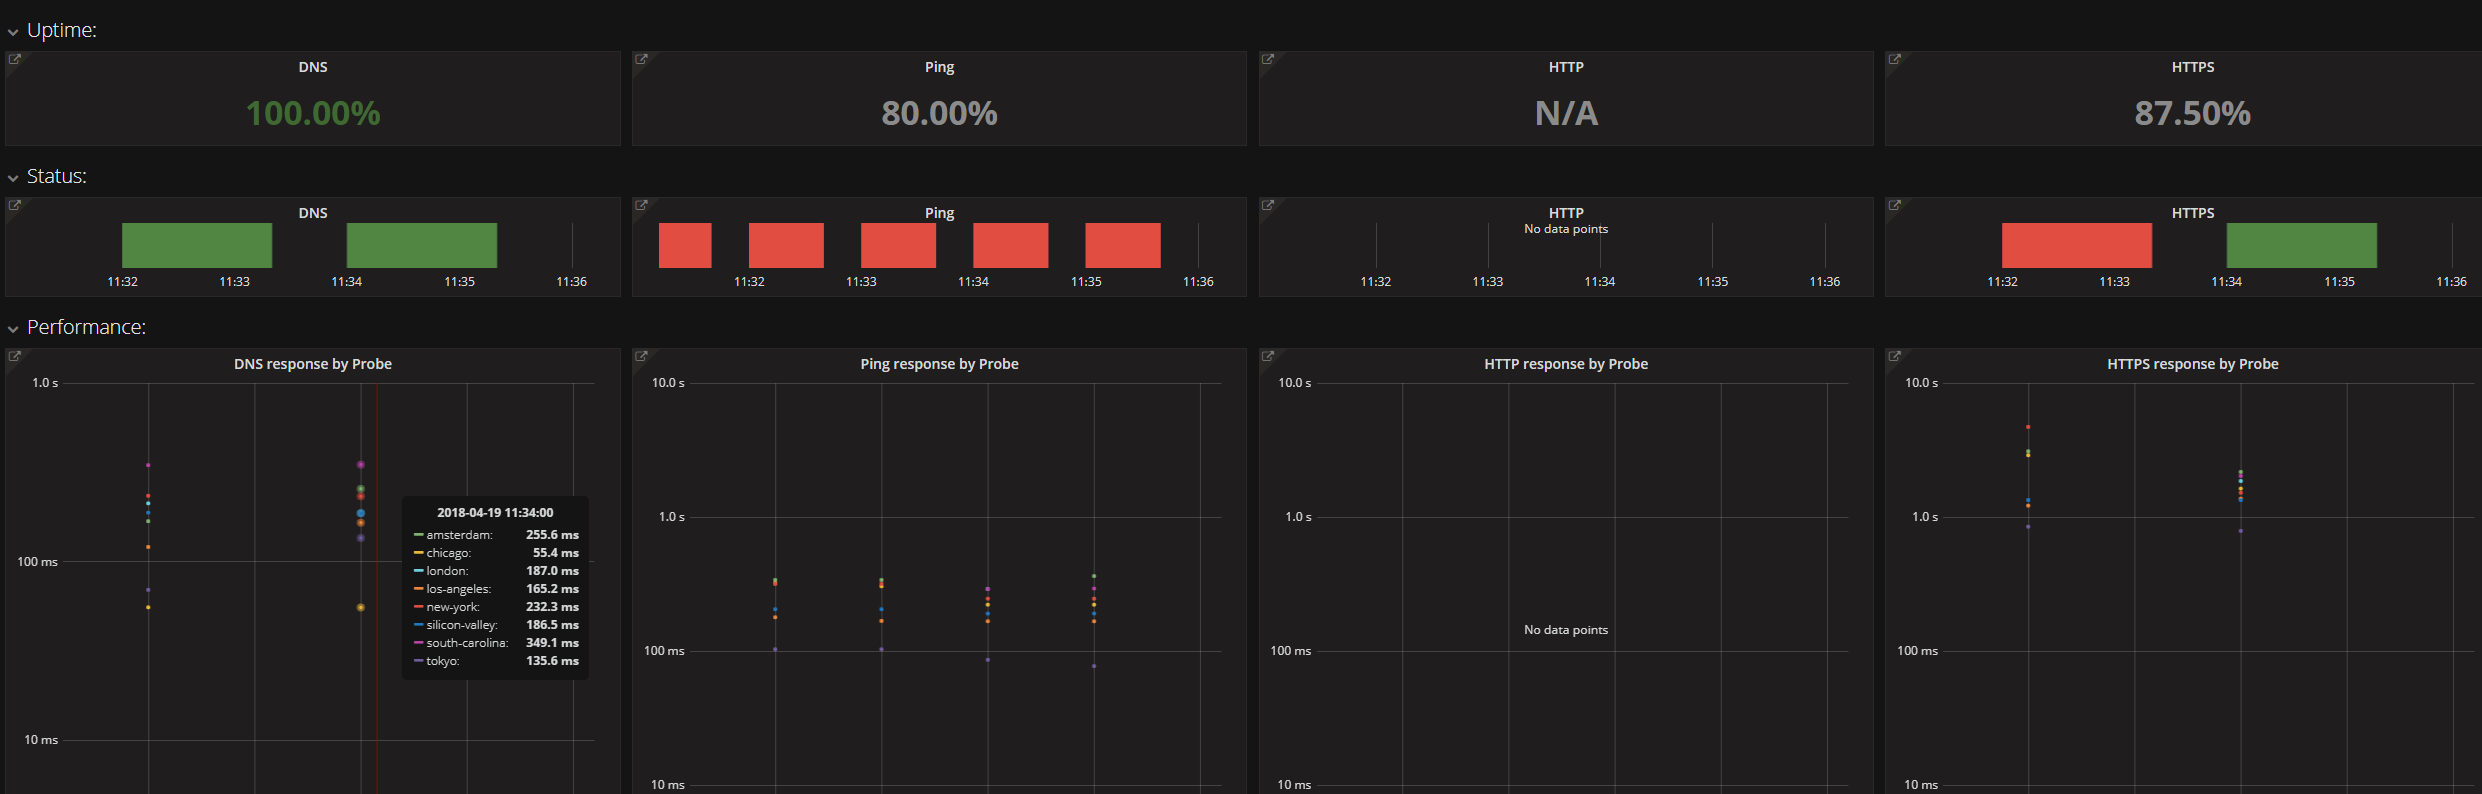 Uptime:
DNS
Ping
HTTP
HTTPS
100.00%
80.00%
N/A
87.50%
Status:
DNS
Ping
HTTP
HTTPS
No data points
11:32 11:33 11:34 11:35 11:36
11:32 11:33 11:34 11:35 11:36
11:32 11:33 11:34 11:35 11:36
11:32 11:33 11:34 11:35 11:36
Performance:
DNS response by Probe
1.0 s
100 ms
10 ms
2018-04-19 11:34:00
amsterdam: 255.6 ms
chicago: 55.4 ms
london: 187.0 ms
los-angeles: 165.2 ms
new-york: 232.3 ms
silicon-valley: 186.5 ms
south-carolina: 349.1 ms
tokyo: 135.6 ms
Ping response by Probe
10.0 s
1.0 s
100 ms
10 ms
HTTP response by Probe
10.0 s
1.0 s
No data points
100 ms
10 ms
HTTPS response by Probe
10.0 s
1.0 s
100 ms
10 ms